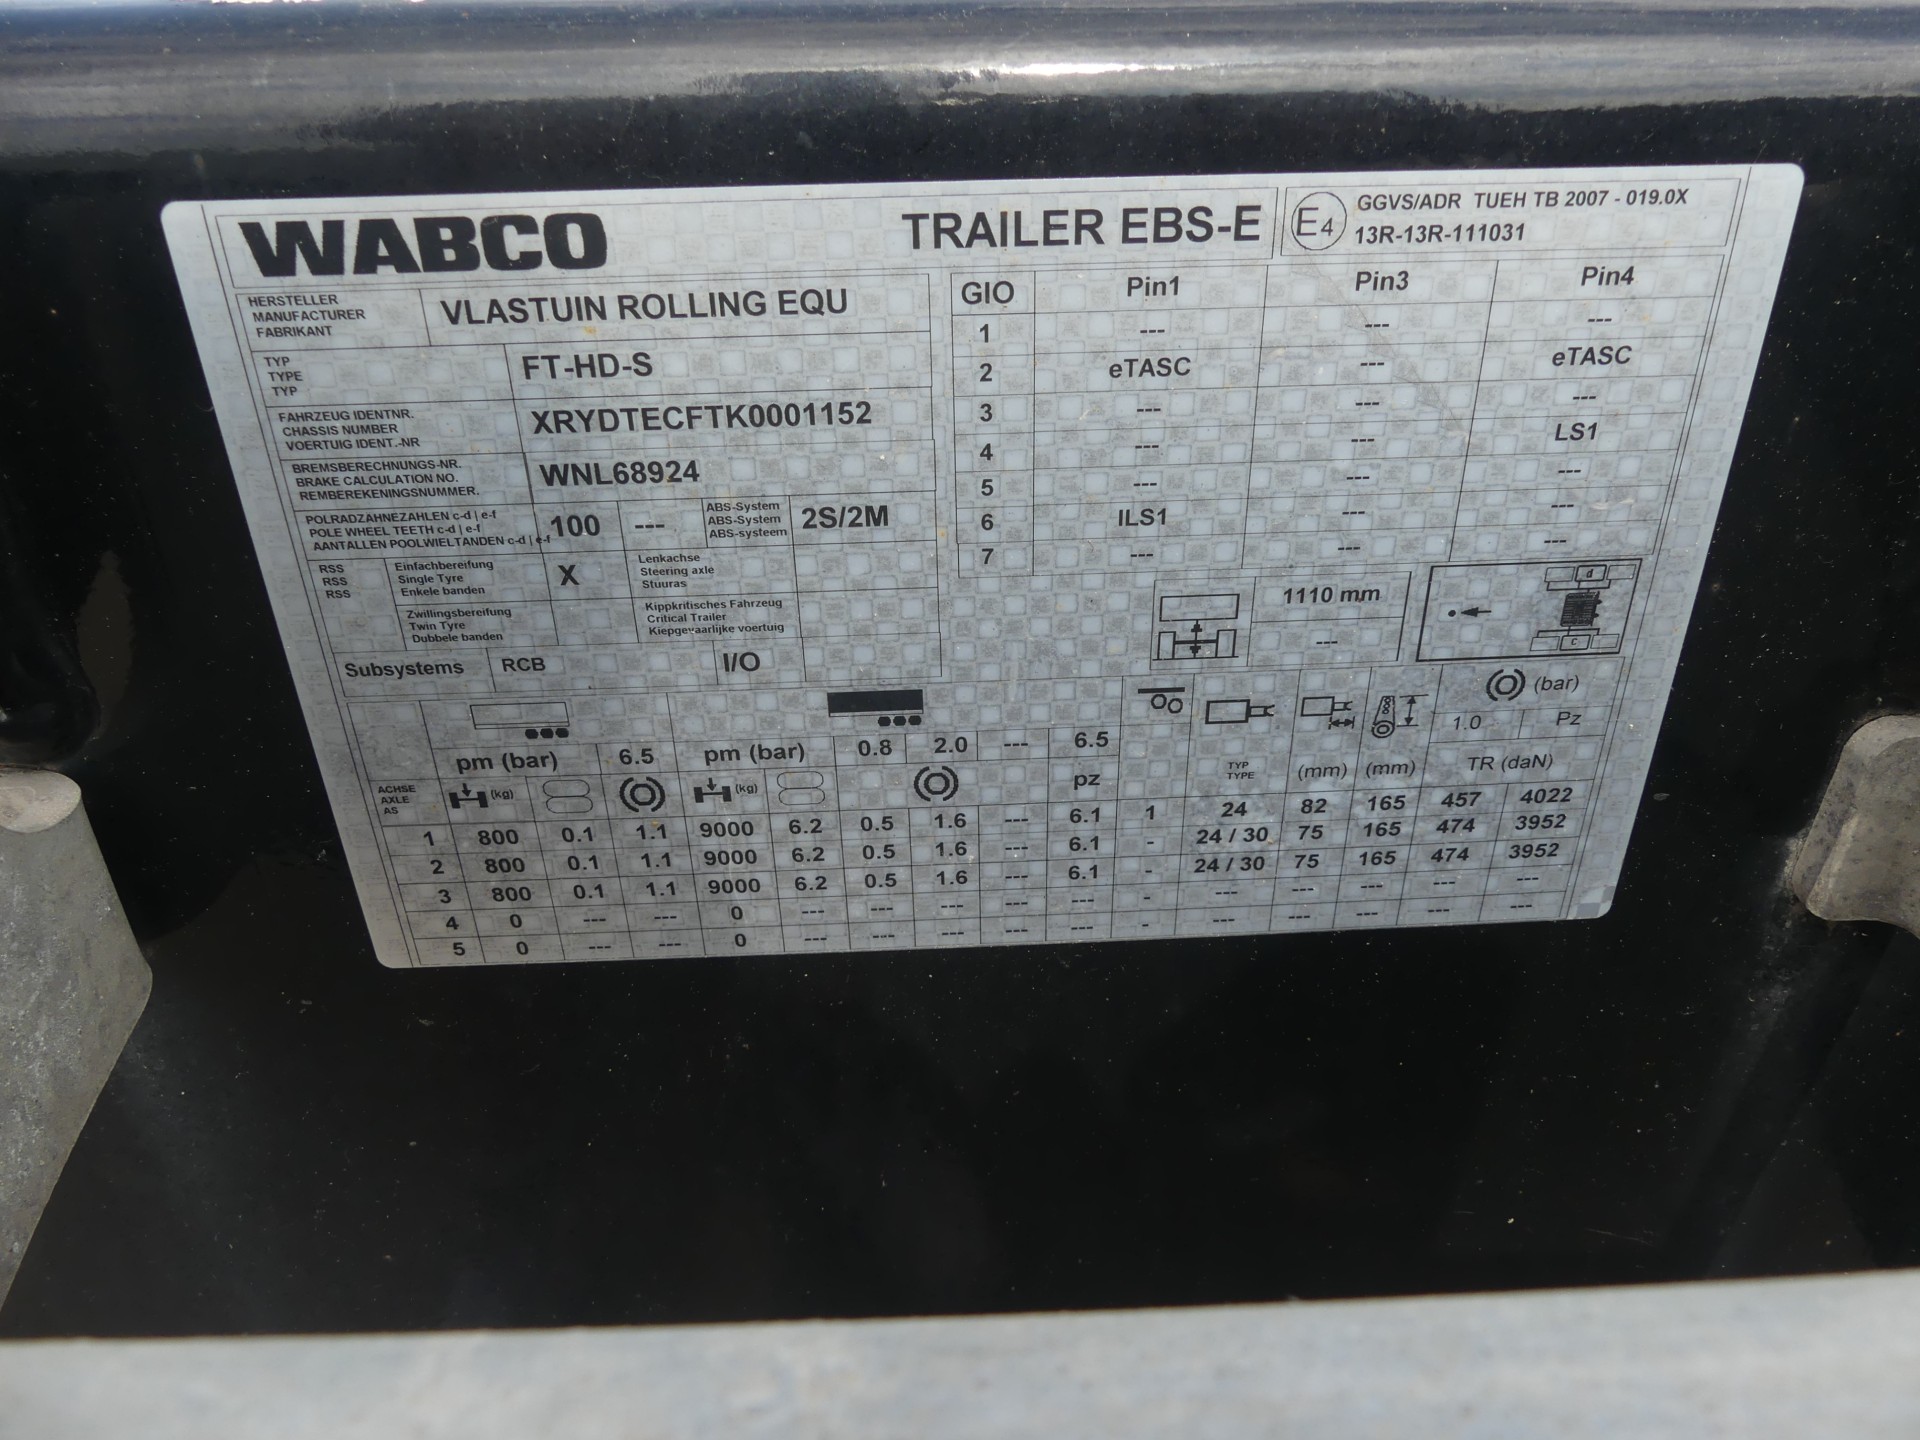 WABCO TRAILER EBS-E E4 GGVS/ADR TUEH TB 2007 - 019.0X
13R-13R-111031
HERSTELLER
MANUFACTURER
FABRIKANT
VLASTUIN ROLLING EQU
TYP
TYPE
TYP
FT-HD-S
FAHRZEUG IDENTNR.
CHASSIS NUMBER
VOERTUIG IDENT.-NR
XRYDTECFTK0001152
BREMSBERECHNUNGS-NR.
BRAKE CALCULATION NO.
REMBEREKENINGSNUMMER.
WNL68924
POLRADZAHNEZAHLEN c-d | e-f
POLE WHEEL TEETH c-d | e-f
AANTALLEN POOLWIELTANDEN c-d | e-f
100 ---
ABS-System
ABS-System
ABS-systeem
2S/2M
RSS
RSS
RSS
Einfachbereifung
Single Tyre
Enkele banden
X
Lenkachse
Steering axle
Stuuras
Zwillingsbereifung
Twin Tyre
Dubbele banden
Kippkritisches Fahrzeug
Critical Trailer
Kiepgevaarlijke voertuig
Subsystems RCB I/O
GIO Pin1 Pin3 Pin4
1 --- --- ---
2 eTASC --- eTASC
3 --- --- ---
4 --- --- LS1
5 --- --- ---
6 ILS1 --- ---
7 --- --- ---
1110 mm
---
d
c
(bar)
1.0 Pz
pm (bar) 6.5 pm (bar) 0.8 2.0 --- 6.5
TYP
TYPE
(mm) (mm) TR (daN)
ACHSE
AXLE
AS
(kg) (kg) pz
1 800 0.1 1.1 9000 6.2 0.5 1.6 --- 6.1 1 24 82 165 457 4022
2 800 0.1 1.1 9000 6.2 0.5 1.6 --- 6.1 - 24 / 30 75 165 474 3952
3 800 0.1 1.1 9000 6.2 0.5 1.6 --- 6.1 - 24 / 30 75 165 474 3952
4 0 --- --- 0 --- --- --- --- --- - --- --- --- --- ---
5 0 --- --- 0 --- --- --- --- --- - --- --- --- --- ---